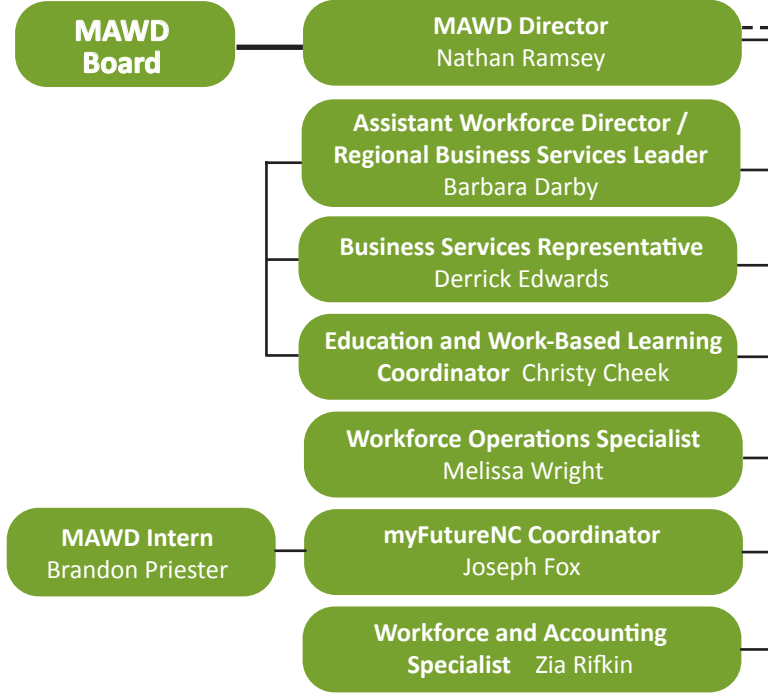 MAWD
Board
MAWD Director
Nathan Ramsey
Assistant Workforce Director /
Regional Business Services Leader
Barbara Darby
Business Services Representative
Derrick Edwards
Education and Work-Based Learning
Coordinator Christy Cheek
Workforce Operations Specialist
Melissa Wright
MAWD Intern
Brandon Priester
myFutureNC Coordinator
Joseph Fox
Workforce and Accounting
Specialist Zia Rifkin